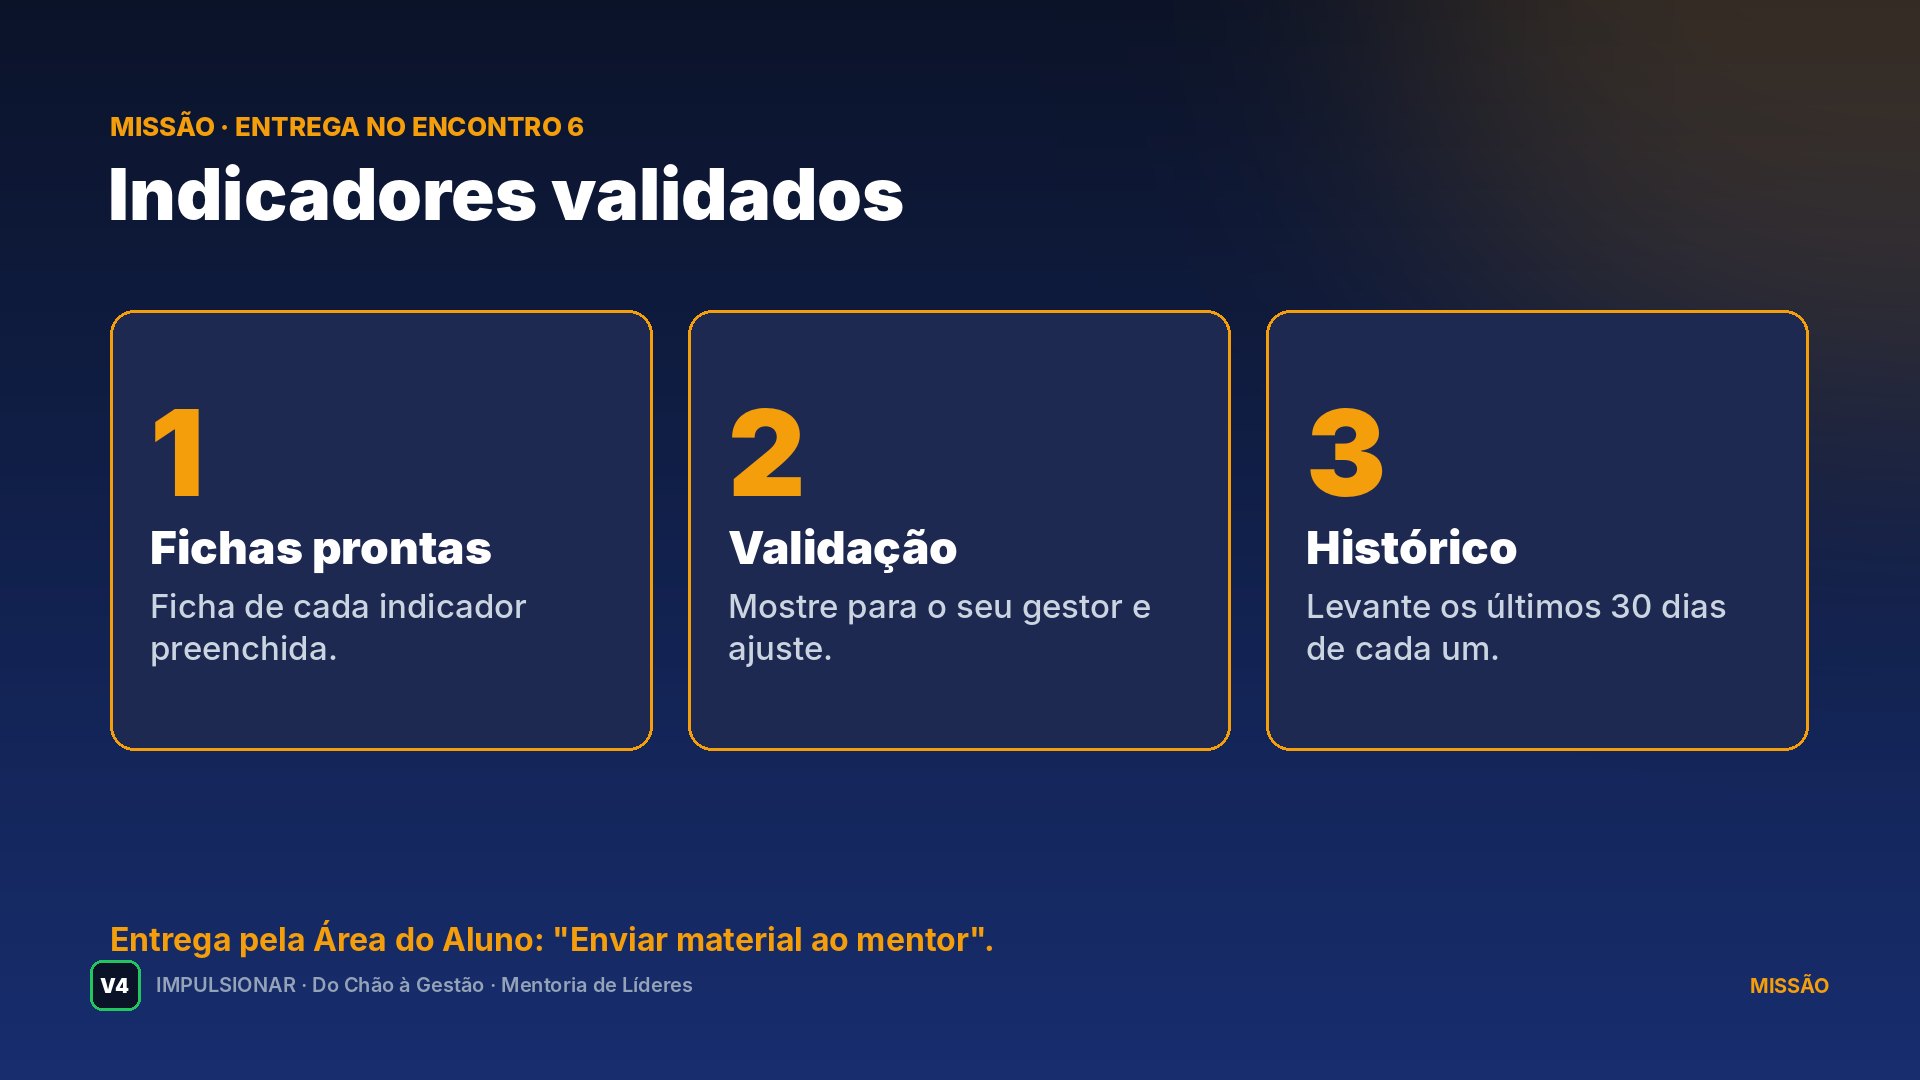 MISSÃO · ENTREGA NO ENCONTRO 6
Indicadores validados
1
Fichas prontas
Ficha de cada indicador
preenchida.
2
Validação
Mostre para o seu gestor e
ajuste.
3
Histórico
Levante os últimos 30 dias
de cada um.
Entrega pela Área do Aluno: "Enviar material ao mentor".
V4 IMPULSIONAR · Do Chão à Gestão · Mentoria de Líderes
MISSÃO